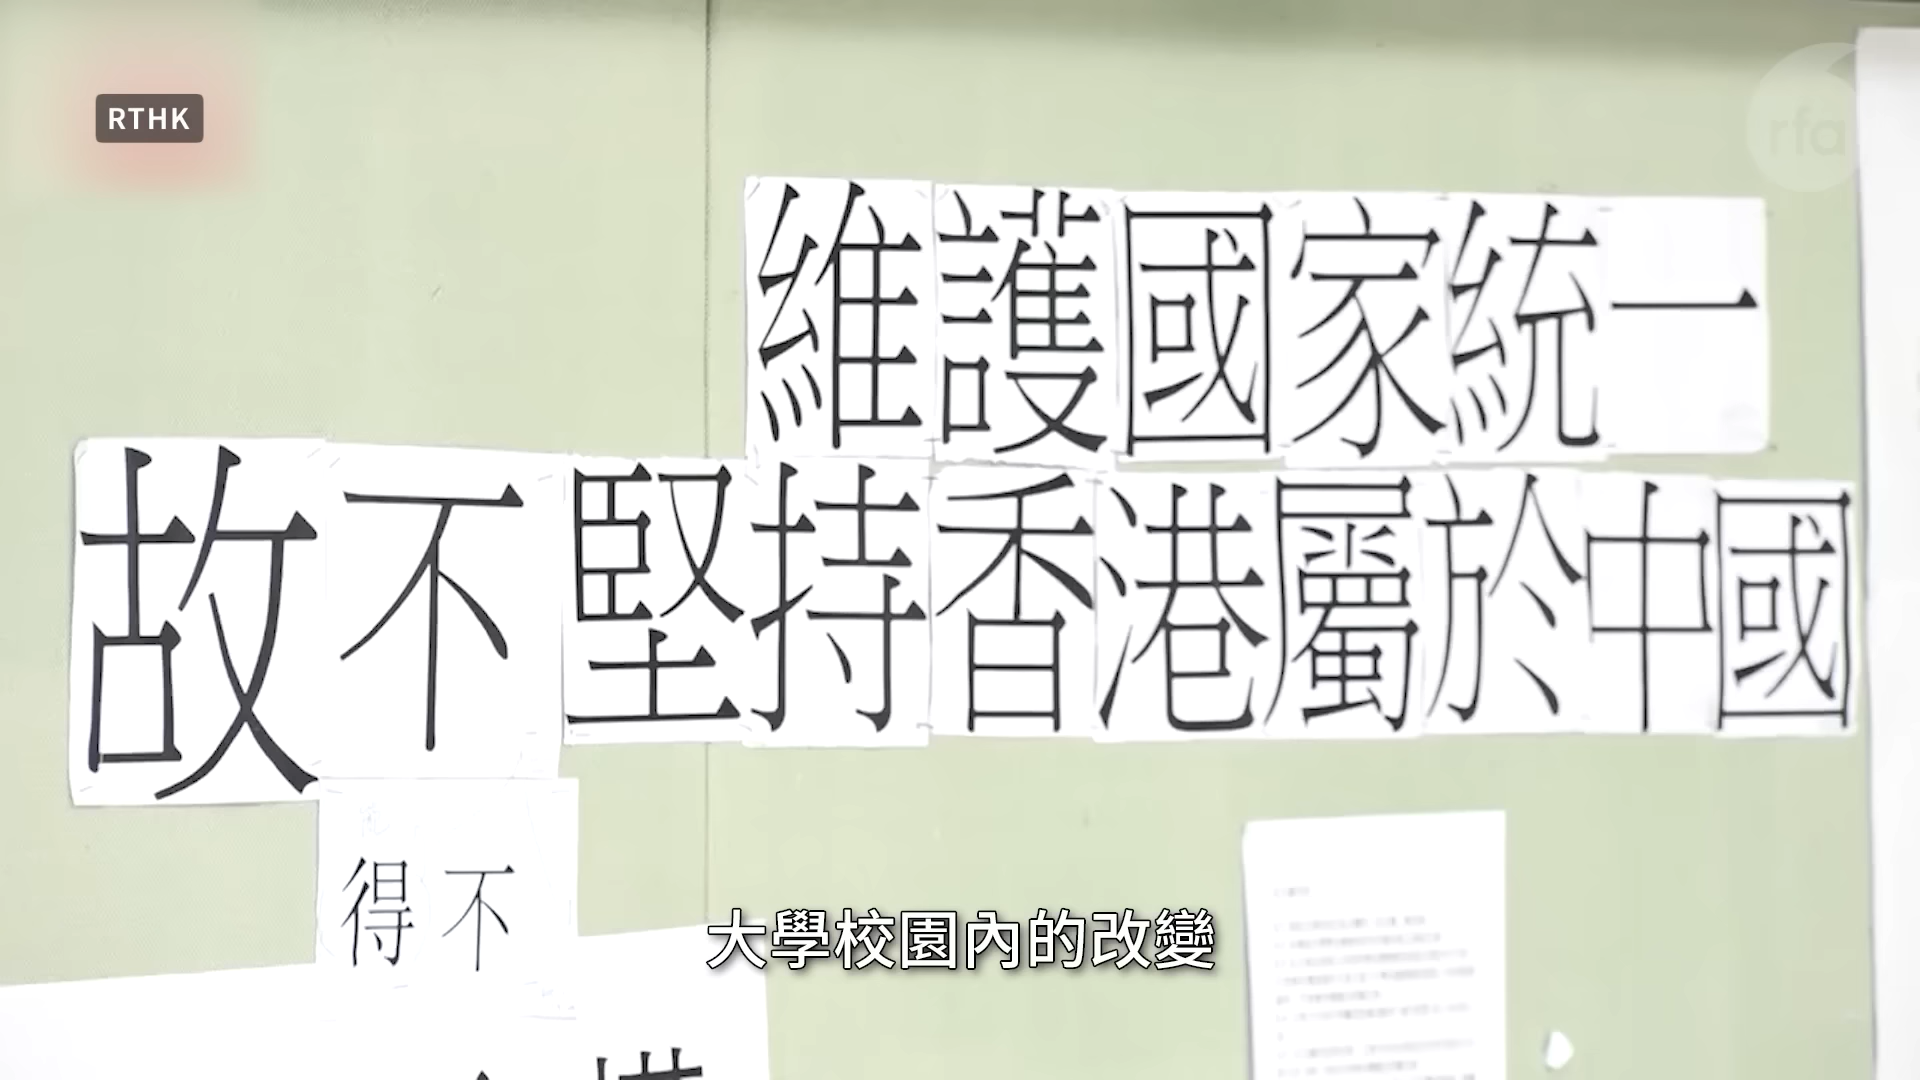 RTHK
rfa
維護國家統一
故不堅持香港屬於中國
得不
大學校園內的改變